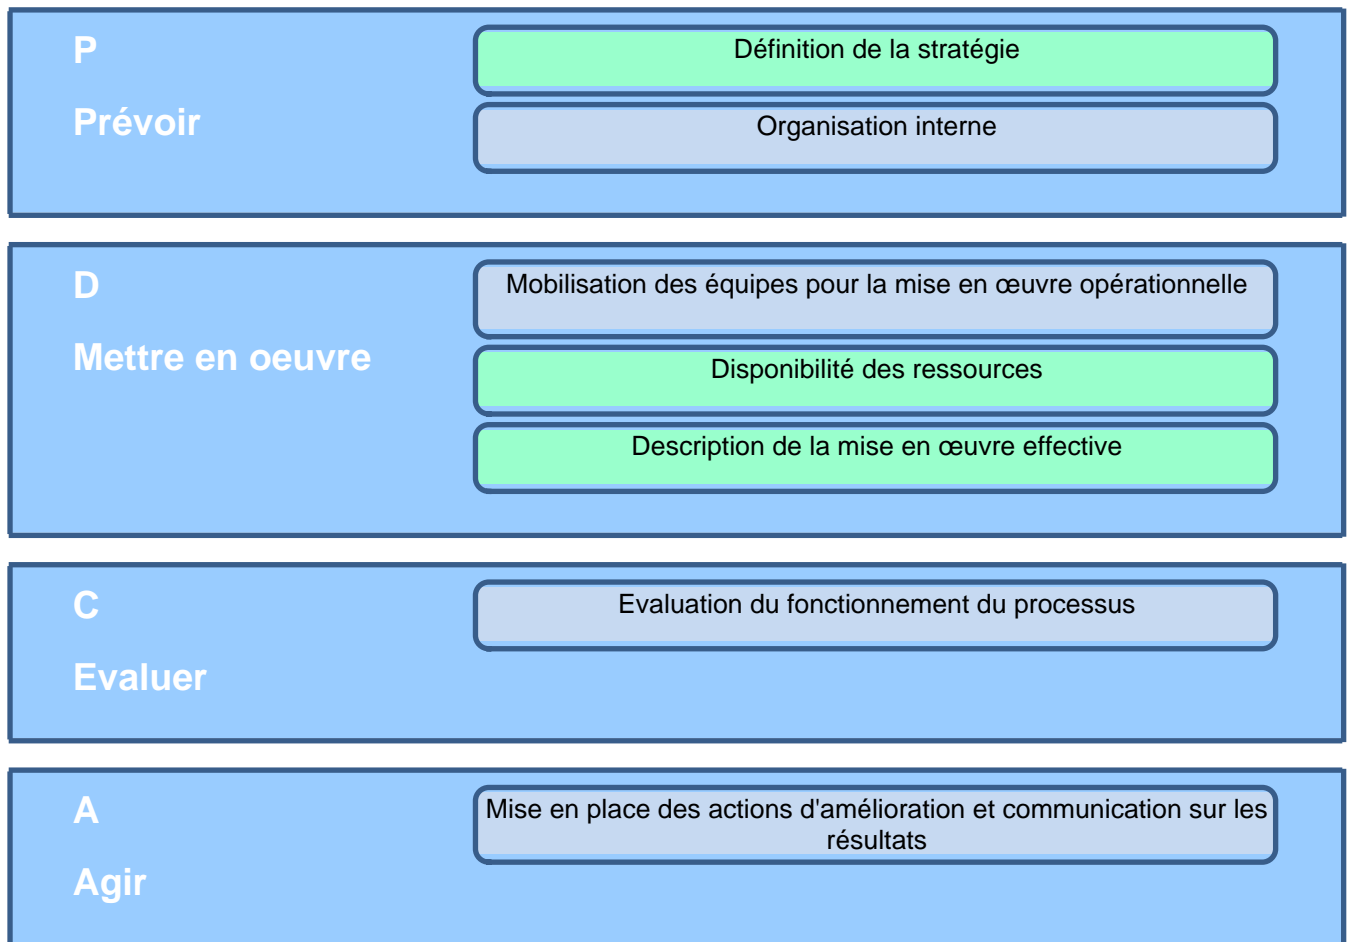 P
Prévoir
Définition de la stratégie
Organisation interne
D
Mettre en oeuvre
Mobilisation des équipes pour la mise en œuvre opérationnelle
Disponibilité des ressources
Description de la mise en œuvre effective
C
Evaluer
Evaluation du fonctionnement du processus
A
Agir
Mise en place des actions d'amélioration et communication sur les
résultats